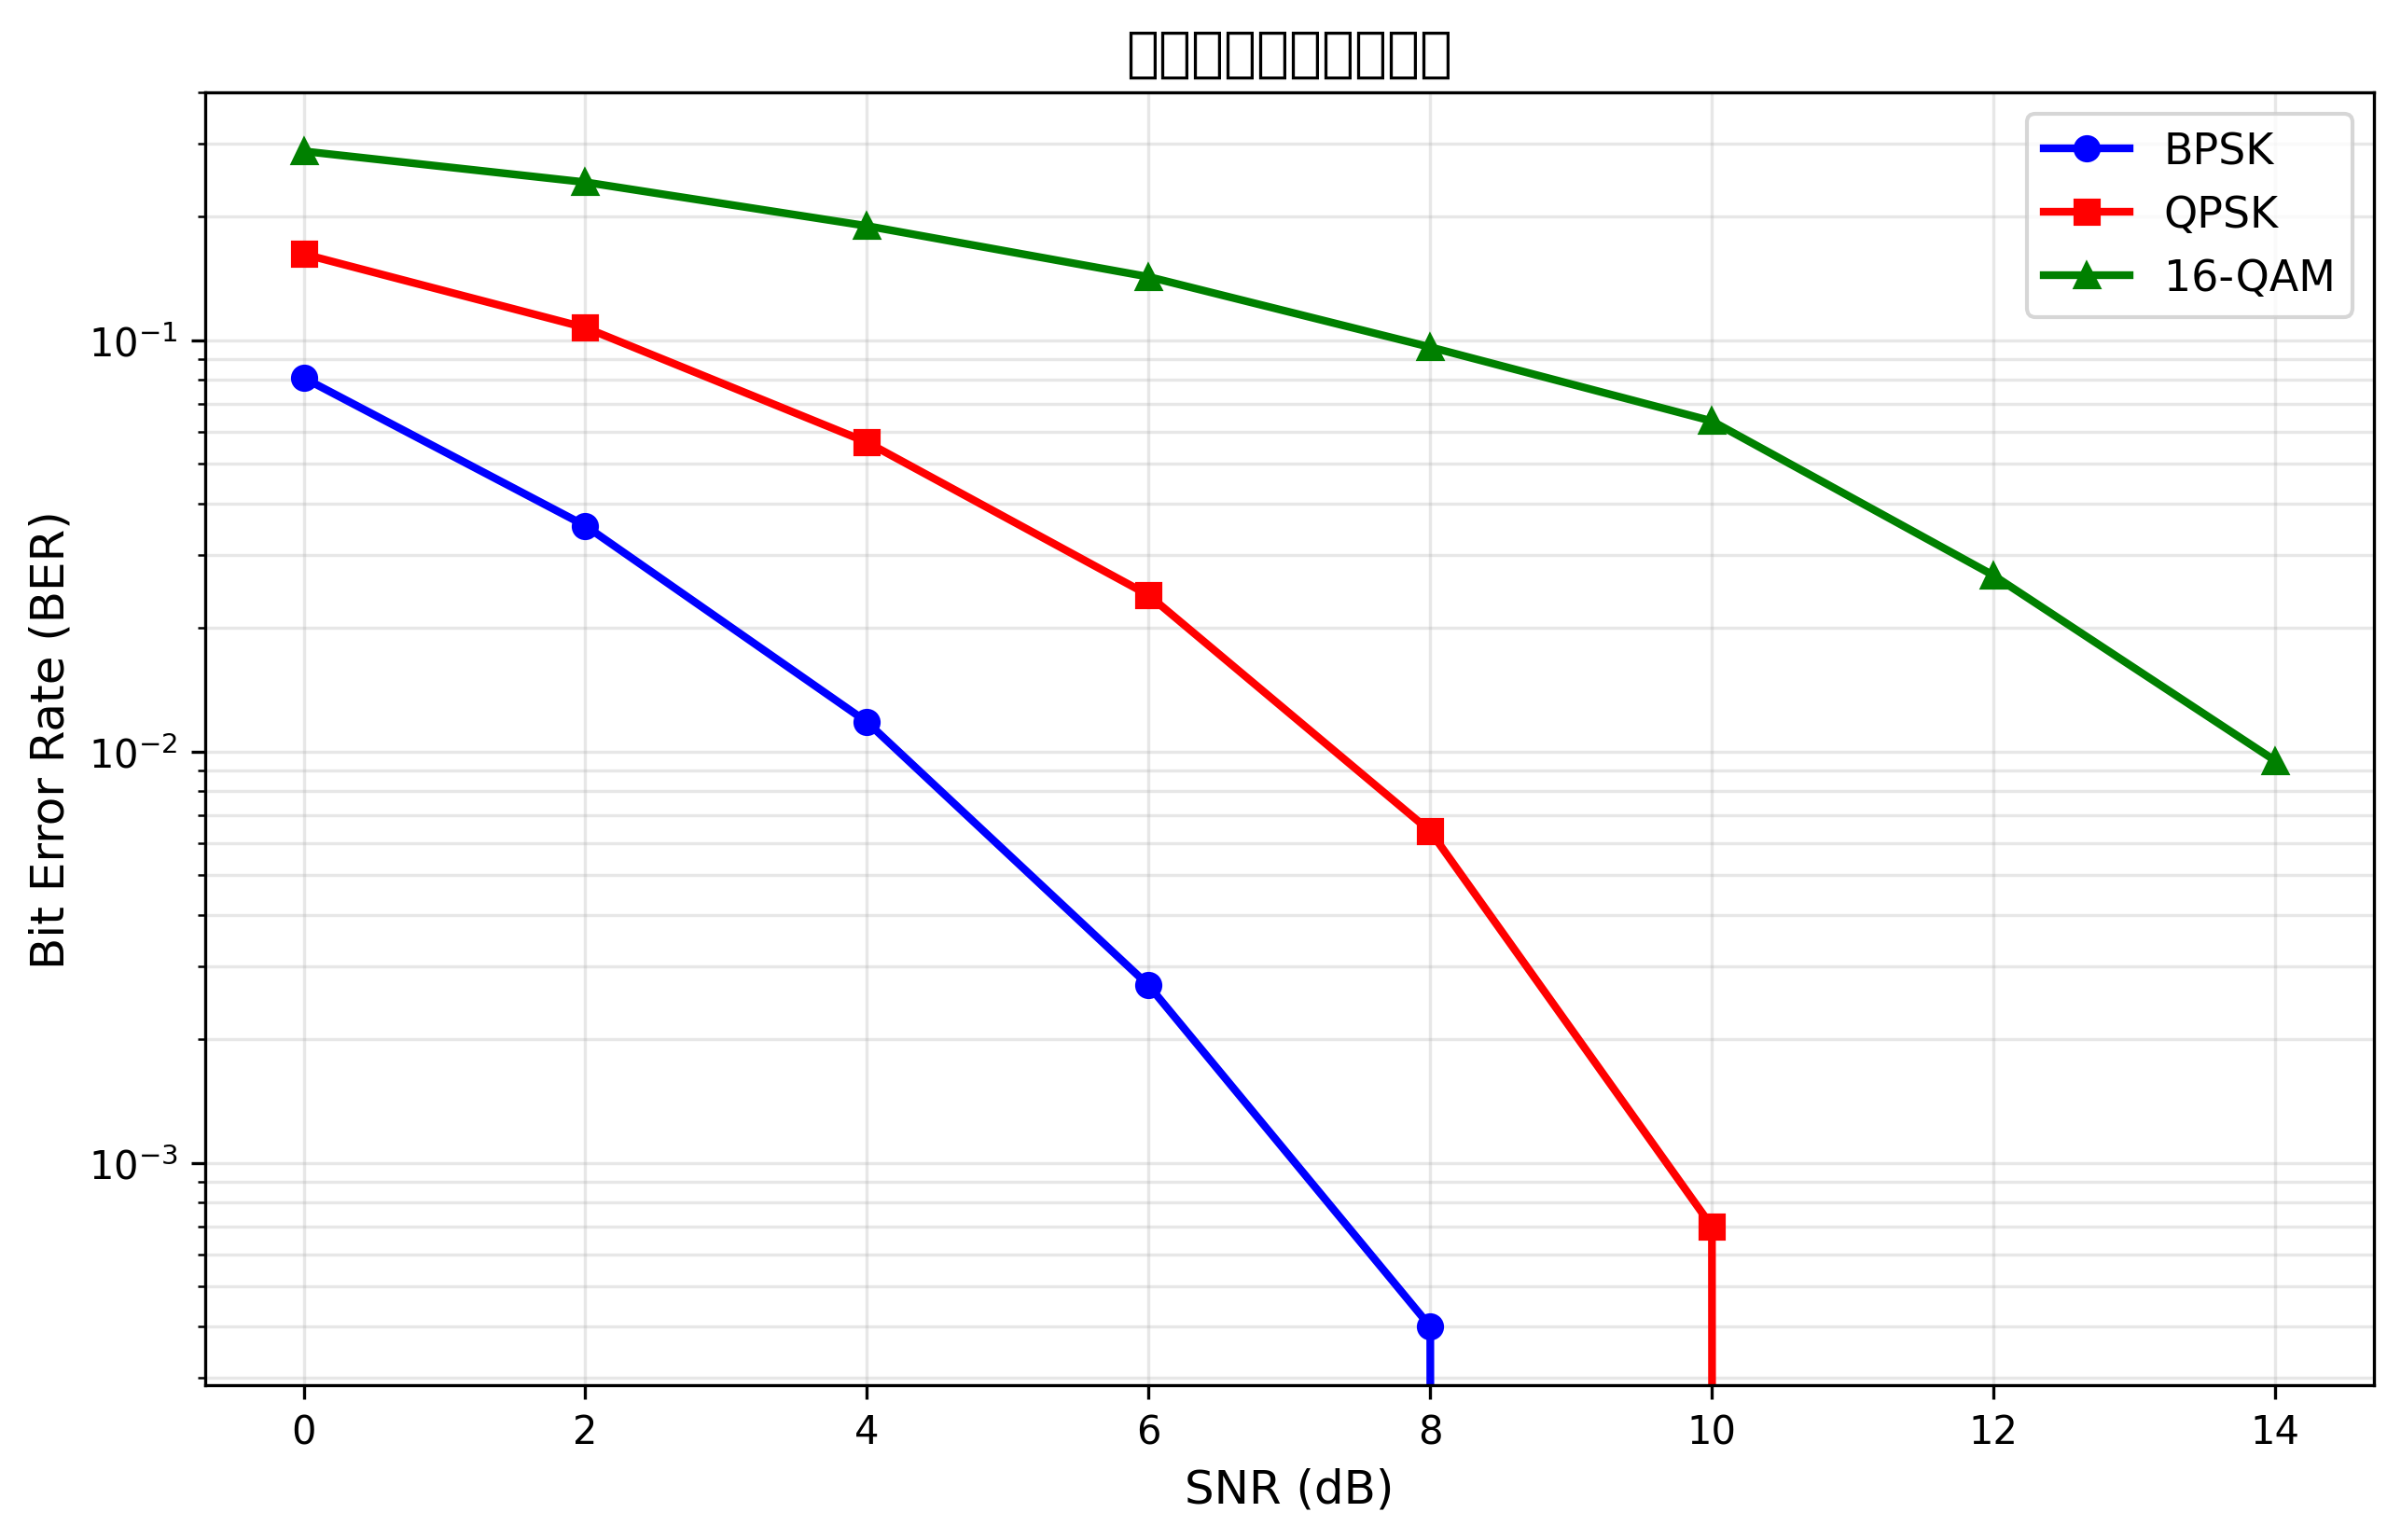 BPSK
QPSK
16-QAM
10⁻¹
10⁻²
10⁻³
Bit Error Rate (BER)
0 2 4 6 8 10 12 14
SNR (dB)